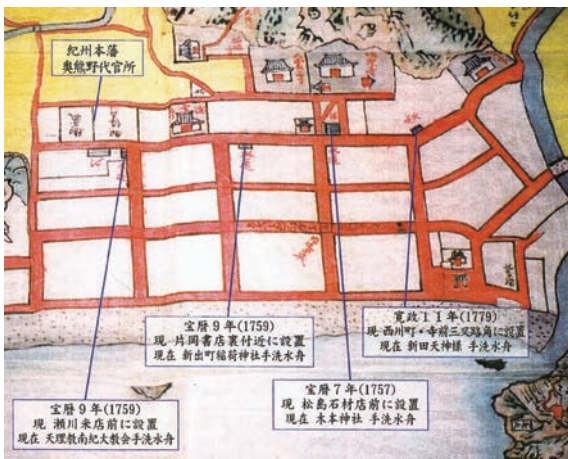 紀州本藩
奥熊野代官所
宝暦9年(1759)
現 片岡書店裏付近に設置
現在 新出町稲荷神社手洗水舟
寛政11年(1779)
現 西川町・寺前三叉路角に設置
現在 新田天神様 手洗水舟
宝暦7年(1757)
現 松島石材店前に設置
現在 木本神社 手洗水舟
宝暦9年(1759)
現 瀬川米店前に設置
現在 天理教南紀大教会手洗水舟